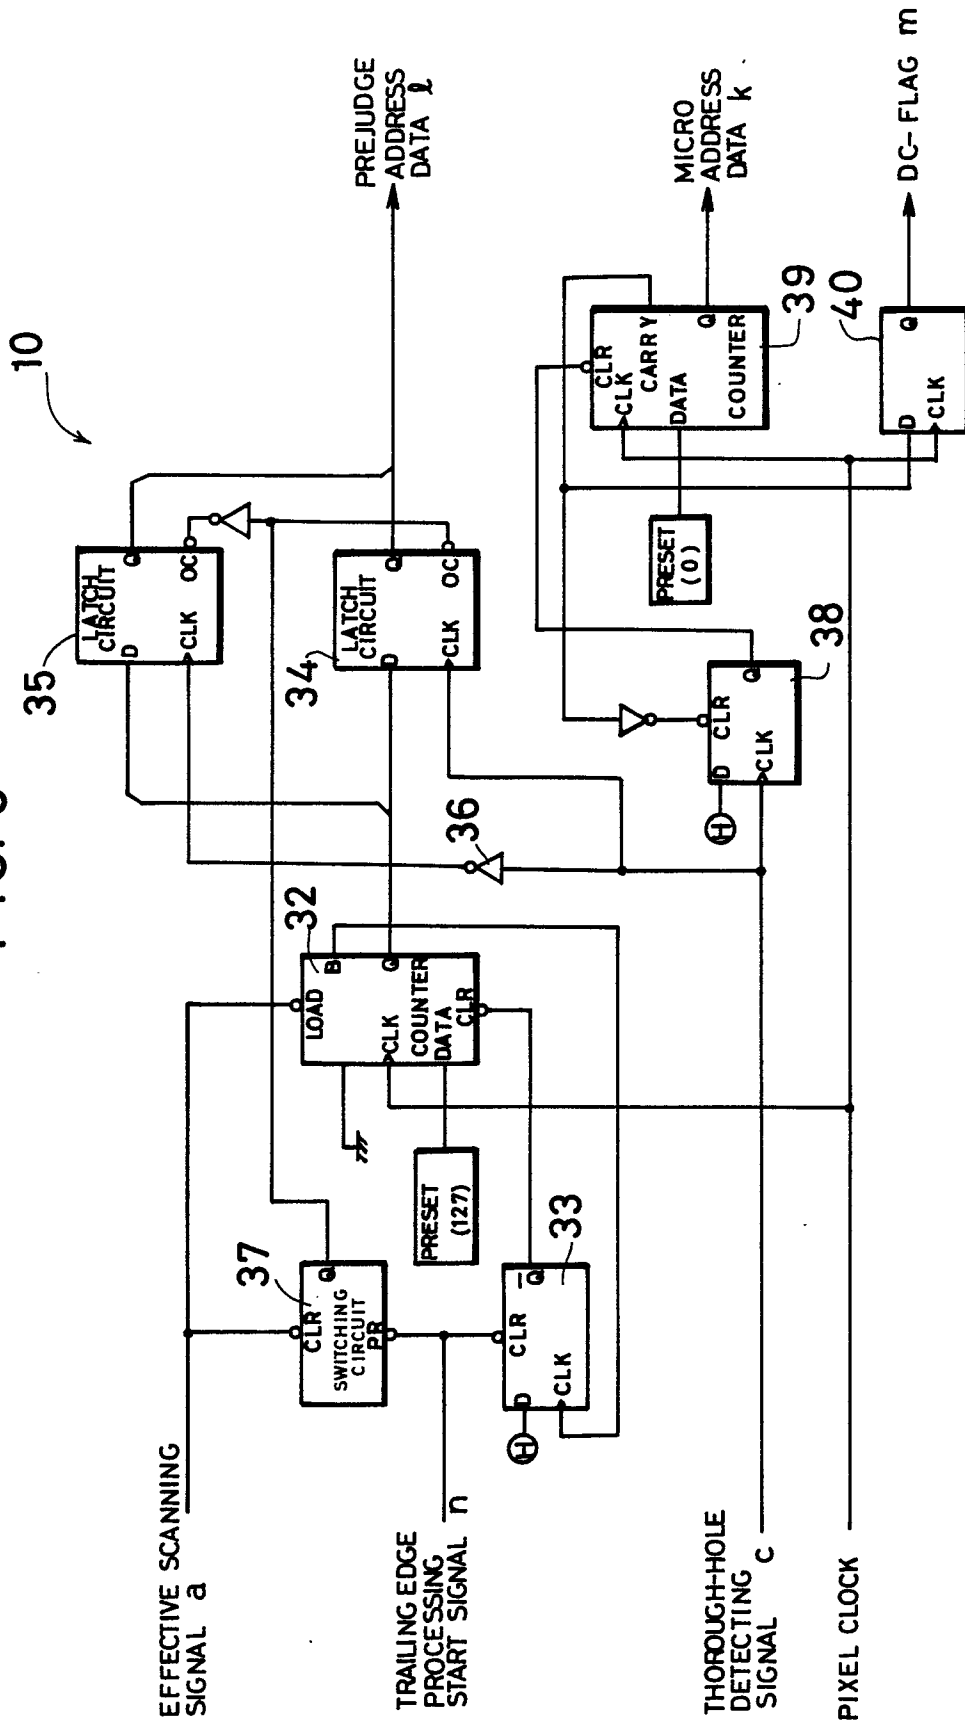 10
35
LATCH
CIRCUIT
D
Q
CLK
OC
EFFECTIVE SCANNING
SIGNAL a
37
CLR
SWITCHING
CIRCUIT
Q
PR
32
LOAD
B
Q
CLK
COUNTER
DATA
CLR
34
LATCH
CIRCUIT
D
Q
CLK
OC
PREJUDGE
ADDRESS
DATA ℓ
PRESET
(127)
TRAILING EDGE
PROCESSING
START SIGNAL n
H
D
CLR
Q
CLK
33
36
39
CLR
CLK
CARRY
DATA
Q
COUNTER
MICRO
ADDRESS
DATA k
PRESET
(0)
H
D
CLR
Q
CLK
38
THOROUGH-HOLE
DETECTING
SIGNAL c
40
D
Q
CLK
DC-FLAG m
PIXEL CLOCK